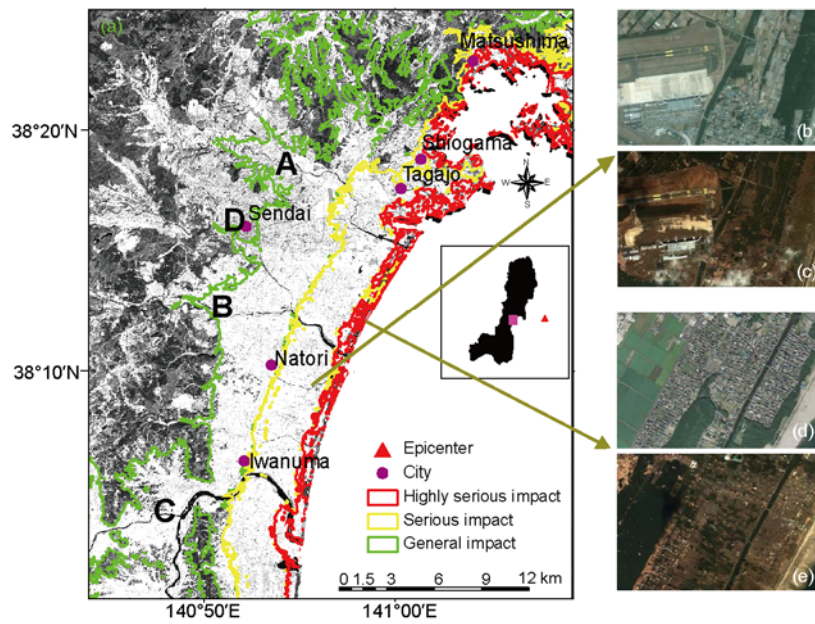 (a)
Matsushima
38°20′N
A
Shiogama
Tagajo
N
W E
S
D
Sendai
B
Natori
38°10′N
Iwanuma
C
Epicenter
City
Highly serious impact
Serious impact
General impact
0 1.5 3 6 9 12 km
140°50′E
141°00′E
(b)
(c)
(d)
(e)